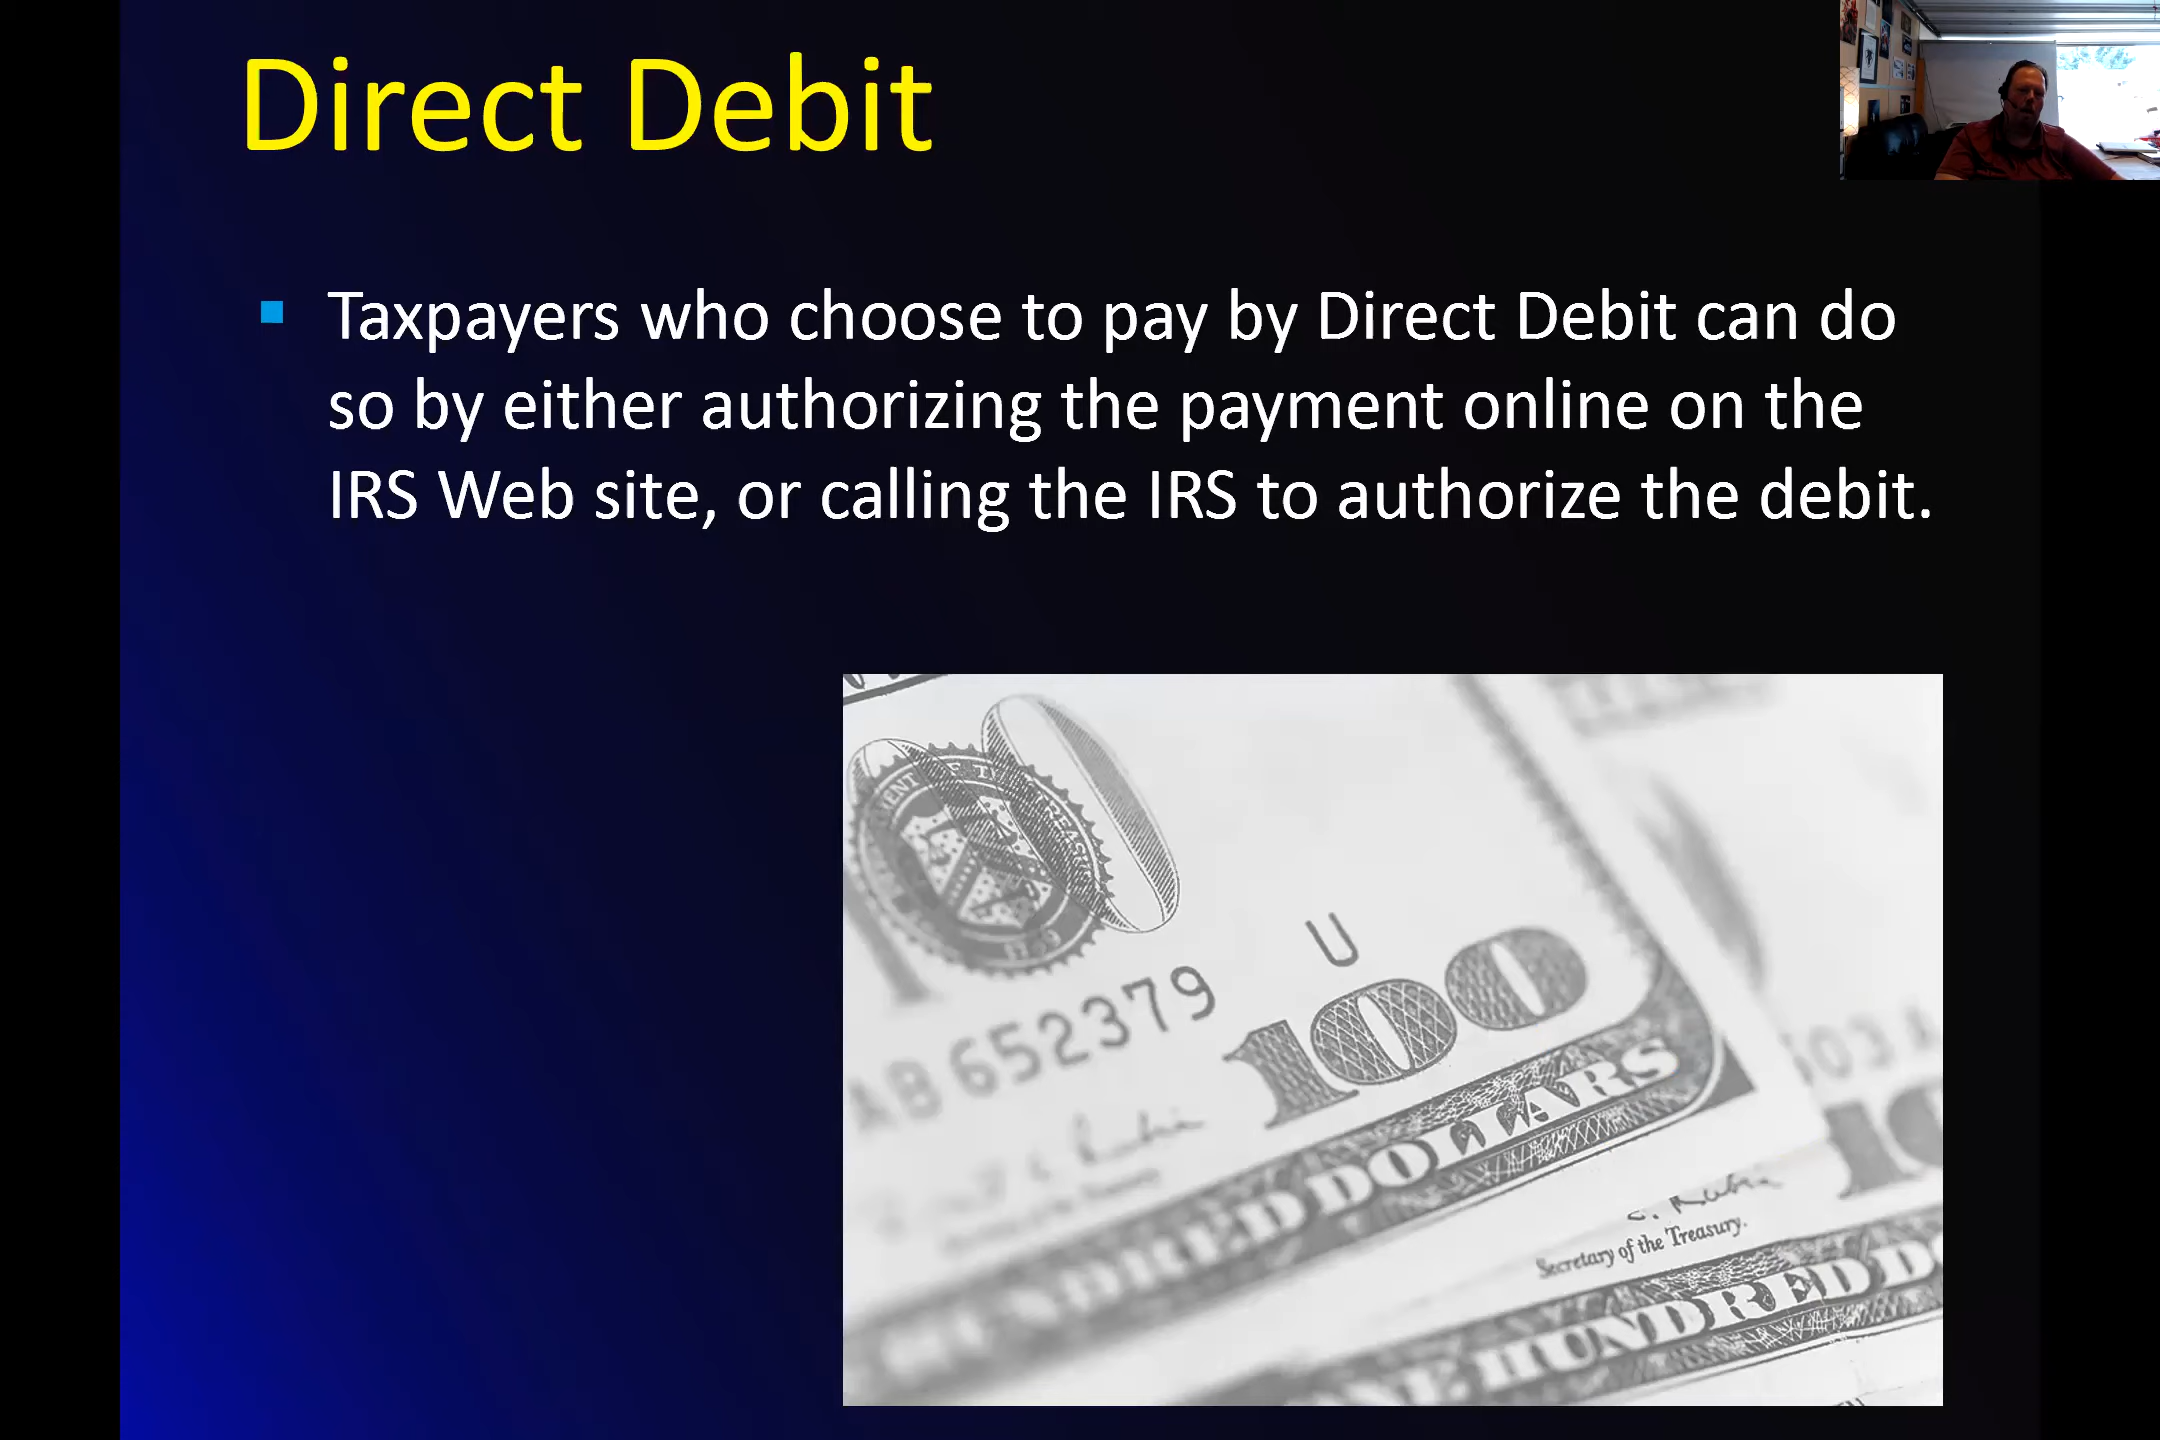 Direct Debit
Taxpayers who choose to pay by Direct Debit can do
so by either authorizing the payment online on the
IRS Web site, or calling the IRS to authorize the debit.
U
AB 652379
100
HUNDRED DOLLARS
Secretary of the Treasury.
HUNDRED